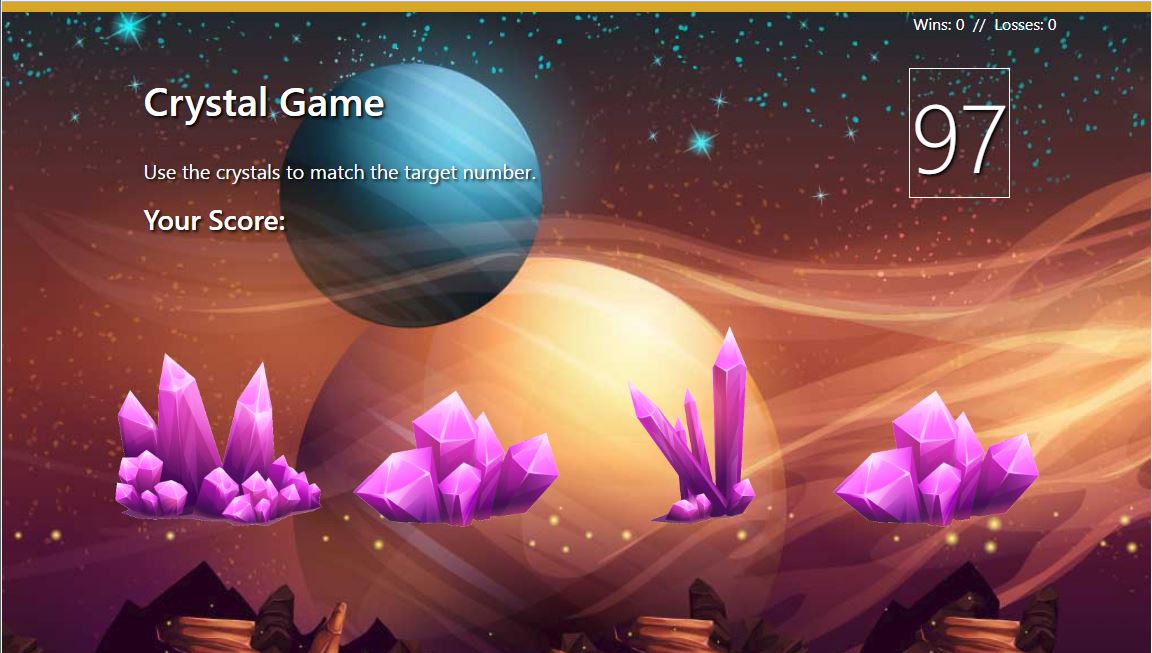 Wins: 0 // Losses: 0
Crystal Game
97
Use the crystals to match the target number.
Your Score: